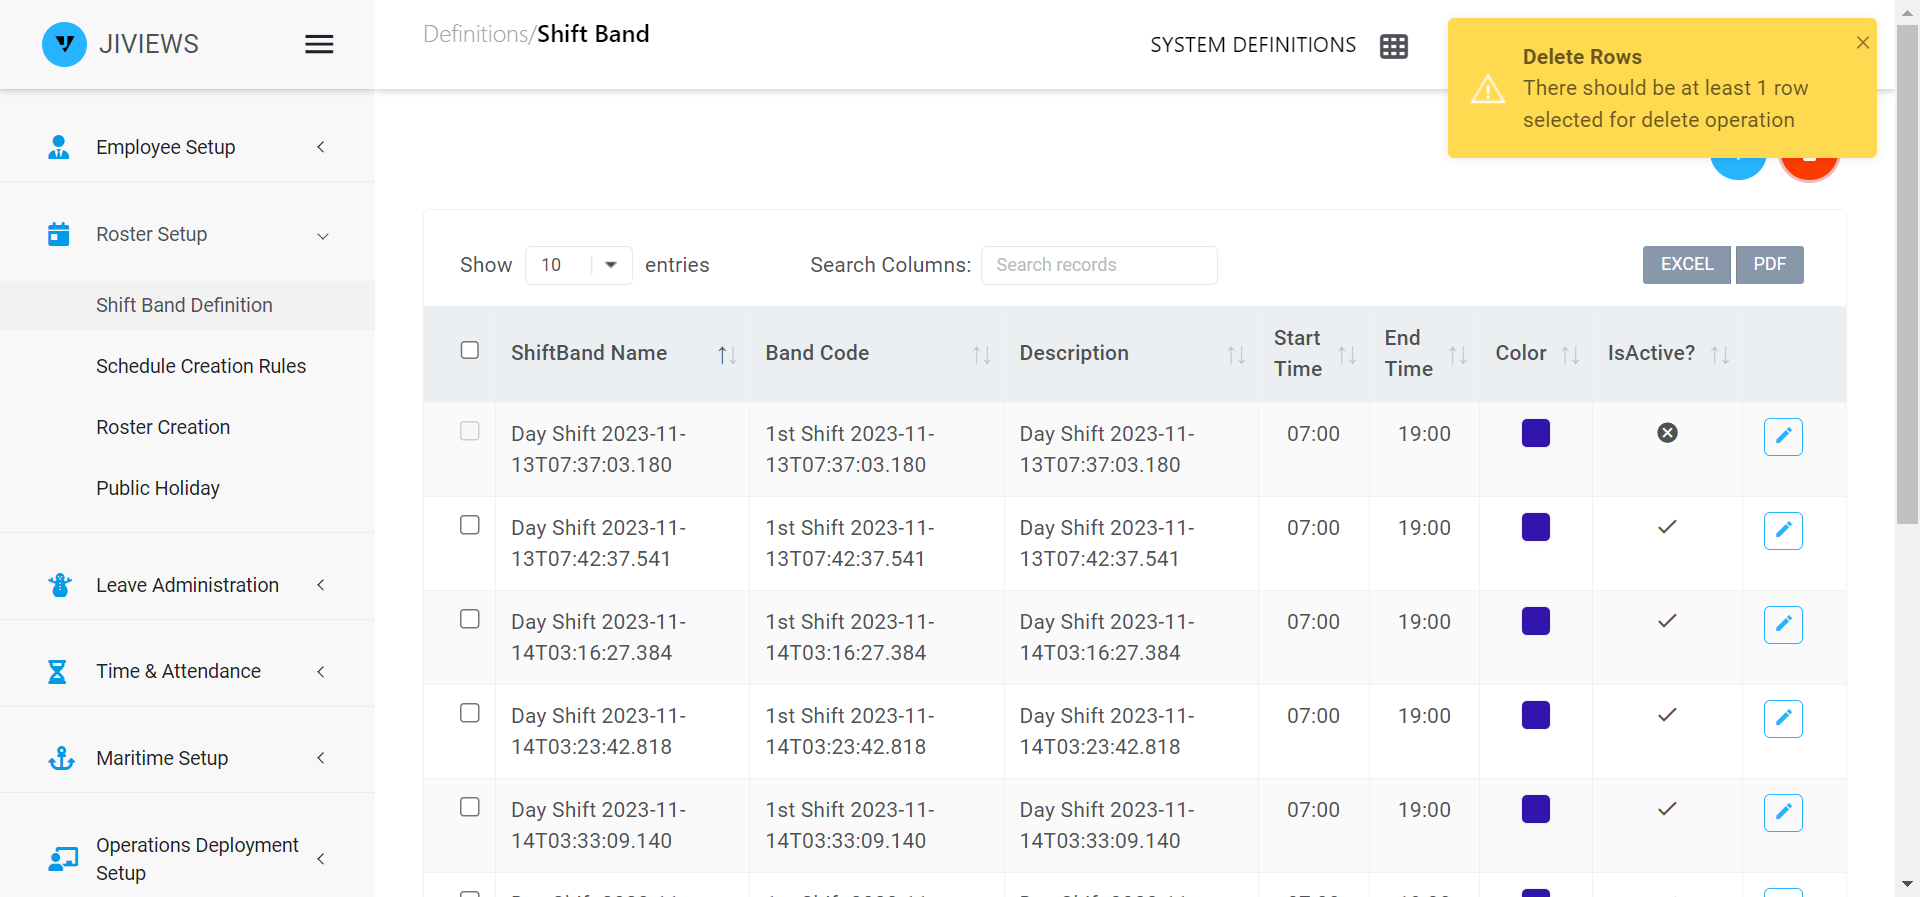 JIVIEWS
Definitions/Shift Band
SYSTEM DEFINITIONS
Delete Rows
There should be at least 1 row
selected for delete operation
Employee Setup
Roster Setup
Shift Band Definition
Schedule Creation Rules
Roster Creation
Public Holiday
Leave Administration
Time & Attendance
Maritime Setup
Operations Deployment
Setup
Show 10 entries
Search Columns: Search records
EXCEL PDF
ShiftBand Name Band Code Description Start Time End Time Color IsActive?
Day Shift 2023-11- 1st Shift 2023-11- Day Shift 2023-11- 07:00 19:00
13T07:37:03.180 13T07:37:03.180 13T07:37:03.180
Day Shift 2023-11- 1st Shift 2023-11- Day Shift 2023-11- 07:00 19:00
13T07:42:37.541 13T07:42:37.541 13T07:42:37.541
Day Shift 2023-11- 1st Shift 2023-11- Day Shift 2023-11- 07:00 19:00
14T03:16:27.384 14T03:16:27.384 14T03:16:27.384
Day Shift 2023-11- 1st Shift 2023-11- Day Shift 2023-11- 07:00 19:00
14T03:23:42.818 14T03:23:42.818 14T03:23:42.818
Day Shift 2023-11- 1st Shift 2023-11- Day Shift 2023-11- 07:00 19:00
14T03:33:09.140 14T03:33:09.140 14T03:33:09.140